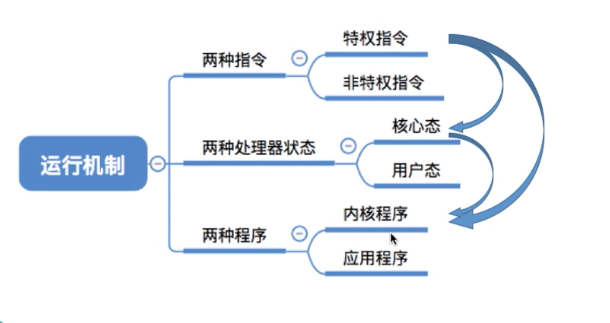 特权指令
两种指令
非特权指令
核心态
运行机制
两种处理器状态
用户态
内核程序
两种程序
应用程序